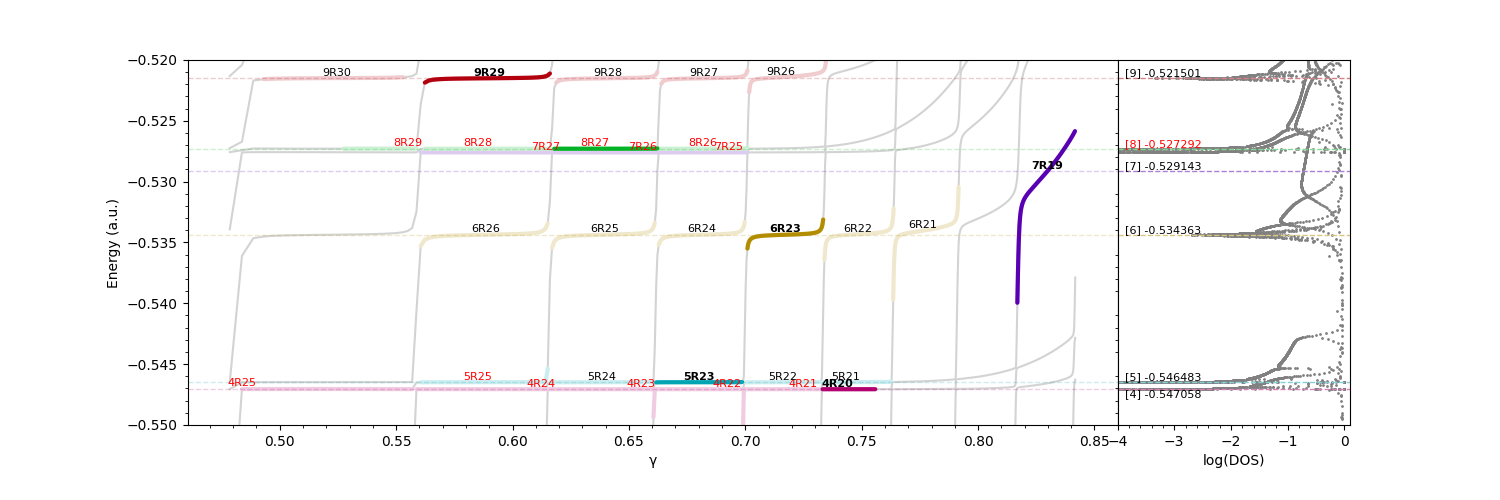 −0.520
−0.525
−0.530
−0.535
−0.540
−0.545
−0.550
Energy (a.u.)
9R30
9R29
9R28
9R27
9R26
8R29
8R28
7R27
8R27
7R26
8R26
7R25
7R19
6R26
6R25
6R24
6R23
6R22
6R21
4R25
5R25
4R24
5R24
4R23
5R23
4R22
5R22
4R21
5R21
4R20
0.50
0.55
0.60
0.65
0.70
0.75
0.80
0.85
γ
[9] -0.521501
[8] -0.527292
[7] -0.529143
[6] -0.534363
[5] -0.546483
[4] -0.547058
−4
−3
−2
−1
0
log(DOS)